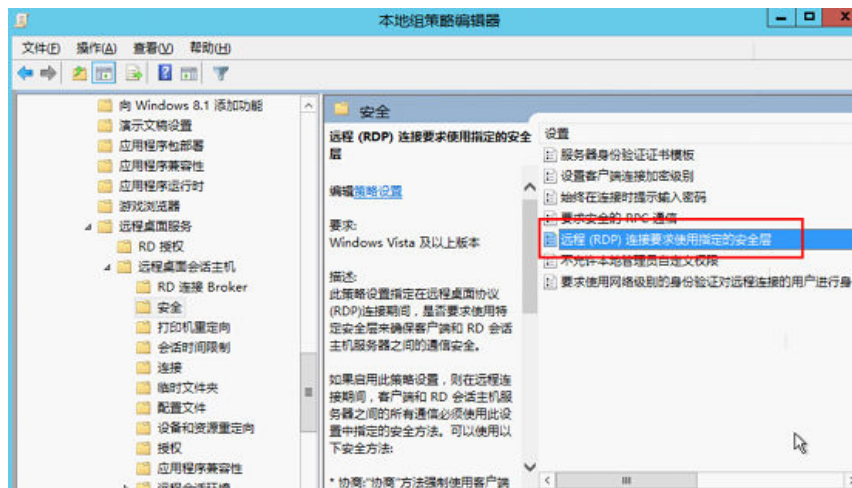 本地组策略编辑器
文件(F) 操作(A) 查看(V) 帮助(H)
向 Windows 8.1 添加功能
演示文稿设置
应用程序包部署
应用程序兼容性
应用程序运行时
游戏浏览器
远程桌面服务
RD 授权
远程桌面会话主机
RD 连接 Broker
安全
打印机重定向
会话时间限制
连接
临时文件夹
配置文件
设备和资源重定向
授权
应用程序兼容性
远程会话环境
安全
远程 (RDP) 连接要求使用指定的安全
层
编辑策略设置
要求:
Windows Vista 及以上版本
描述:
此策略设置指定在远程桌面协议
(RDP)连接期间，是否要求使用特
定安全层来确保客户端和 RD 会话
主机服务器之间的通信安全。
如果启用此策略设置，则在远程连
接期间，客户端和 RD 会话主机服
务器之间的所有通信必须使用此设
置中指定的安全方法。可以使用以
下安全方法:
* 协商:"协商"方法强制使用客户端
设置
服务器身份验证证书模板
设置客户端连接加密级别
始终在连接时提示输入密码
要求安全的 RPC 通信
远程 (RDP) 连接要求使用指定的安全层
不允许本地管理员自定义权限
要求使用网络级别的身份验证对远程连接的用户进行身